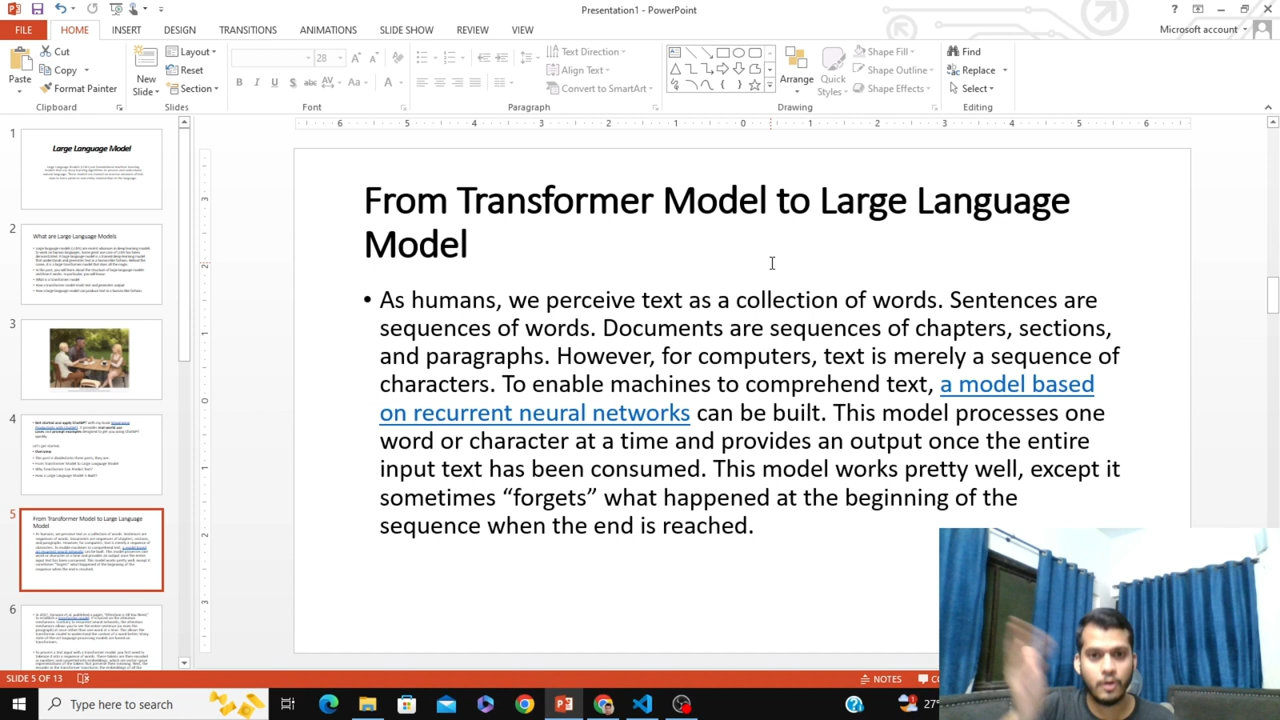 Presentation1 - PowerPoint
FILE HOME INSERT DESIGN TRANSITIONS ANIMATIONS SLIDE SHOW REVIEW VIEW Microsoft account
Paste
Cut
Copy
Format Painter
Clipboard
New
Slide
Layout
Reset
Section
Slides
28
Font
Text Direction
Align Text
Convert to SmartArt
Paragraph
Arrange
Quick
Styles
Shape Fill
Shape Outline
Shape Effects
Drawing
Find
Replace
Select
Editing
1
Large Language Model
2
What are Large Language Models
3
4
5
From Transformer Model to Large Language
Model
6
From Transformer Model to Large Language
Model
• As humans, we perceive text as a collection of words. Sentences are
sequences of words. Documents are sequences of chapters, sections,
and paragraphs. However, for computers, text is merely a sequence of
characters. To enable machines to comprehend text, a model based
on recurrent neural networks can be built. This model processes one
word or character at a time and provides an output once the entire
input text has been consumed. This model works pretty well, except it
sometimes “forgets” what happened at the beginning of the
sequence when the end is reached.
SLIDE 5 OF 13
NOTES
Type here to search
27°